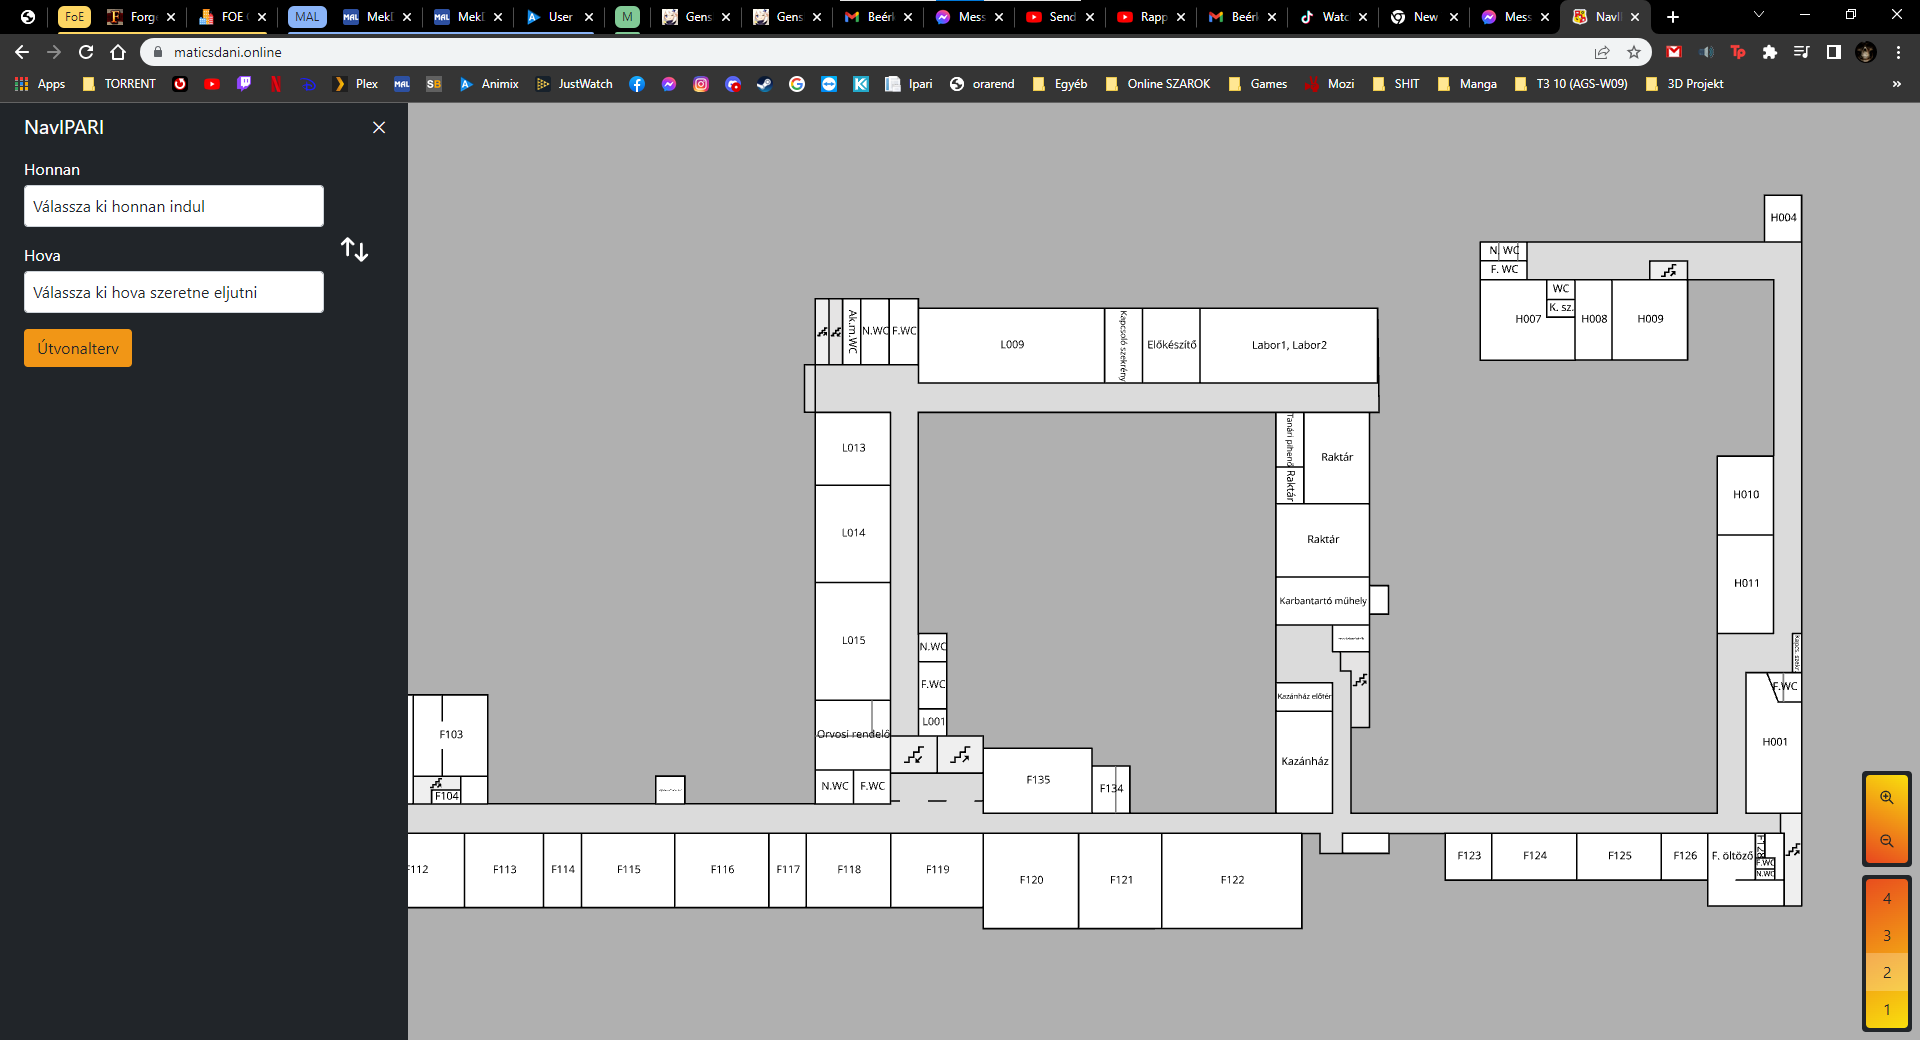 FoE
Forg
FOE
MAL
MekI
MekI
User
M
Gens
Gens
Beérk
Mess
Send
Rapp
Beérk
Watc
New
Mess
NavI
maticsdani.online
Apps
TORRENT
Plex
Animix
JustWatch
Ipari
orarend
Egyéb
Online SZAROK
Games
Mozi
SHIT
Manga
T3 10 (AGS-W09)
3D Projekt
»
NavIPARI
Honnan
Válassza ki honnan indul
Hova
Válassza ki hova szeretne eljutni
Útvonalterv
H004
N. WC
F. WC
WC
K. sz.
H007
H008
H009
Ak.m.WC
N.WC
F.WC
L009
Kapcsoló szekrény
Előkészítő
Labor1, Labor2
L013
Tanári pihenő
Raktár
Raktár
H010
L014
Raktár
H011
Karbantartó műhely
L015
N.WC
F.WC
F.WC
Kazánház előtér
L001
F103
Orvosi rendelő
H001
Kazánház
F135
F134
N.WC
F.WC
F104
F112
F113
F114
F115
F116
F117
F118
F119
F120
F121
F122
F123
F124
F125
F126
F. öltöző
F.WC
N.WC
4
3
2
1